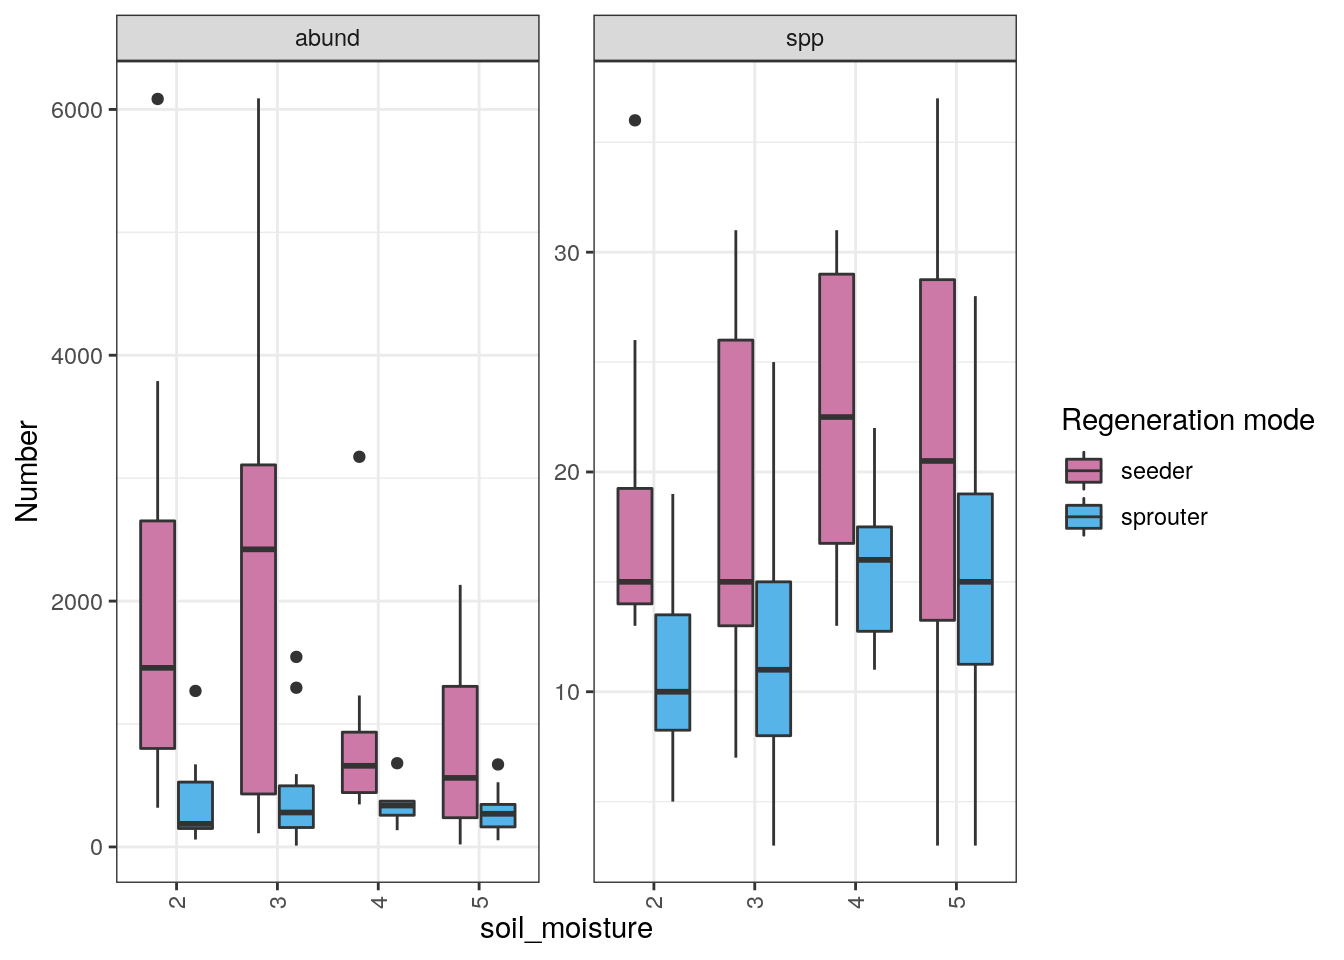 abund
spp
6000
4000
2000
0
30
20
10
Number
2
3
4
5
2
3
4
5
soil_moisture
Regeneration mode
seeder
sprouter